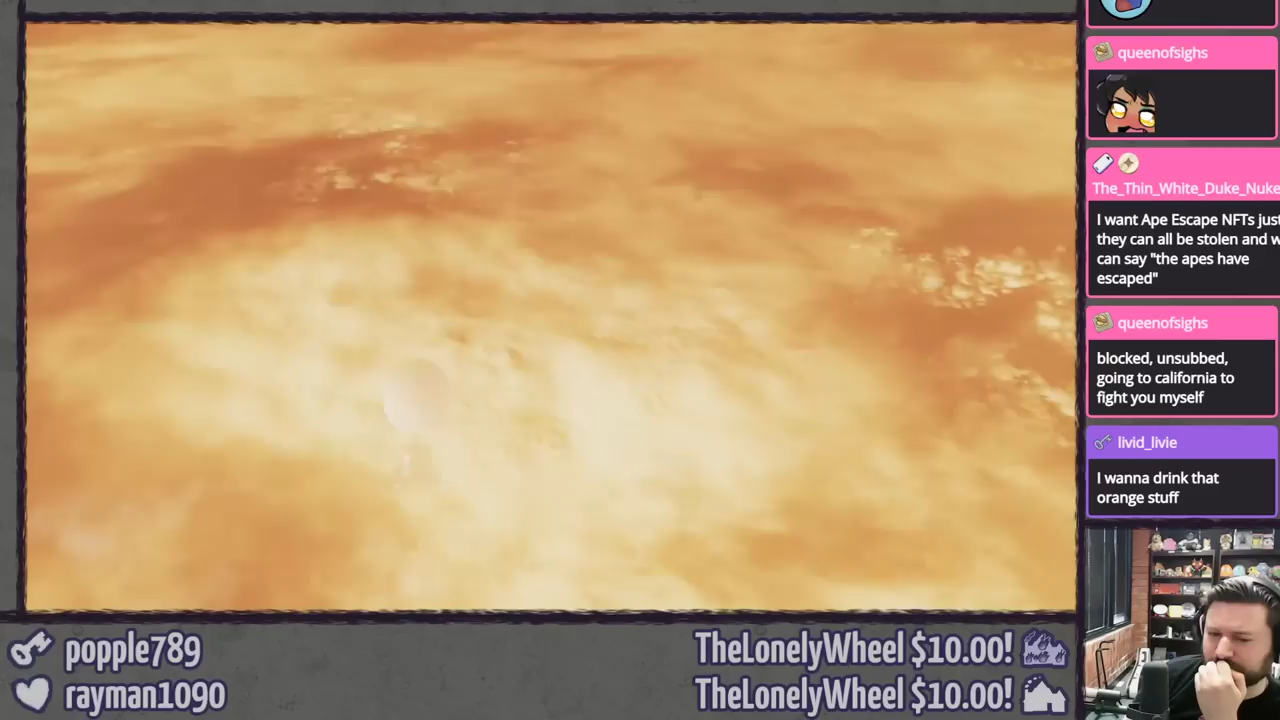 queenofsighs
The_Thin_White_Duke_Nuke
I want Ape Escape NFTs just
they can all be stolen and w
can say "the apes have
escaped"
queenofsighs
blocked, unsubbed,
going to california to
fight you myself
livid_livie
I wanna drink that
orange stuff
popple789
TheLonelyWheel $10.00!
rayman1090
TheLonelyWheel $10.00!